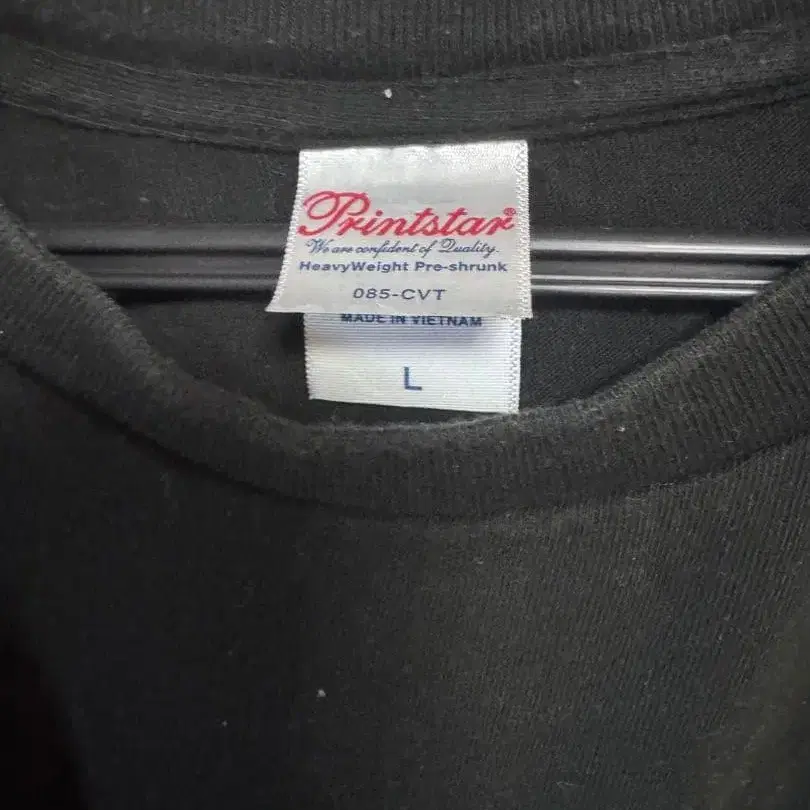 Printstar®
We are confident of Quality.
HeavyWeight Pre-shrunk
085-CVT
MADE IN VIETNAM
L